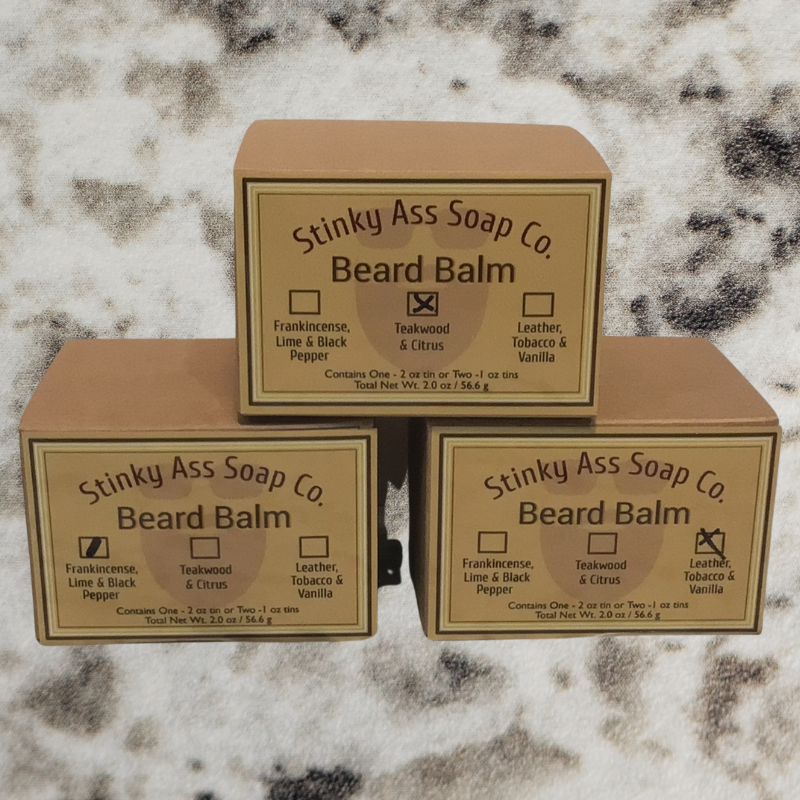 Stinky Ass Soap Co.
Beard Balm
Frankincense,
Lime & Black
Pepper
Teakwood
& Citrus
Leather,
Tobacco &
Vanilla
Contains One - 2 oz tin or Two -1 oz tins
Total Net Wt. 2.0 oz / 56.6 g
Stinky Ass Soap Co.
Beard Balm
Frankincense,
Lime & Black
Pepper
Teakwood
& Citrus
Leather,
Tobacco &
Vanilla
Contains One - 2 oz tin or Two -1 oz tins
Total Net Wt. 2.0 oz / 56.6 g
Stinky Ass Soap Co.
Beard Balm
Frankincense,
Lime & Black
Pepper
Teakwood
& Citrus
Leather,
Tobacco &
Vanilla
Contains One - 2 oz tin or Two -1 oz tins
Total Net Wt. 2.0 oz / 56.6 g